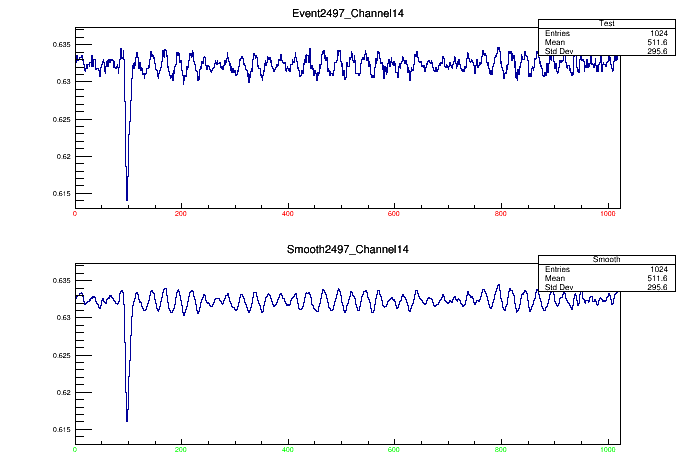 Event2497_Channel14
Test
Entries 1024
Mean 511.6
Std Dev 295.6
0.635
0.63
0.625
0.62
0.615
0 200 400 600 800 1000
Smooth2497_Channel14
Smooth
Entries 1024
Mean 511.6
Std Dev 295.6
0.635
0.63
0.625
0.62
0.615
0 200 400 600 800 1000